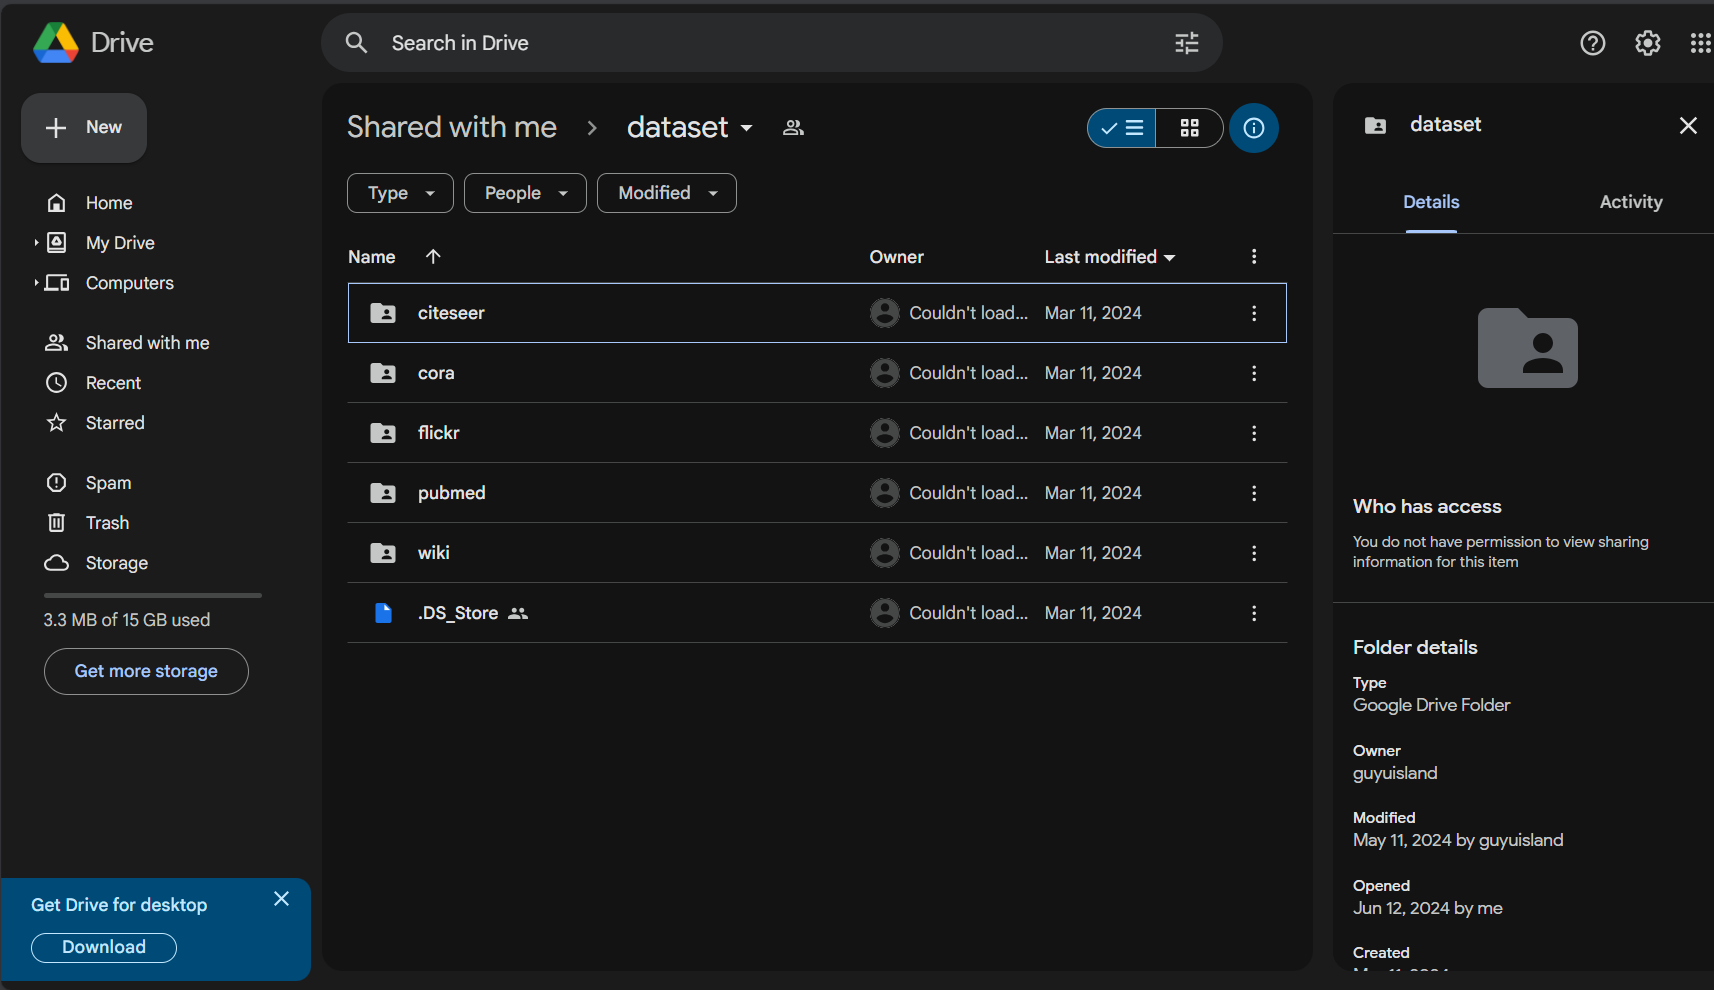 Drive
Search in Drive
New
Home
My Drive
Computers
Shared with me
Recent
Starred
Spam
Trash
Storage
3.3 MB of 15 GB used
Get more storage
Get Drive for desktop
Download
Shared with me > dataset
Type People Modified
Name Owner Last modified
citeseer Couldn't load... Mar 11, 2024
cora Couldn't load... Mar 11, 2024
flickr Couldn't load... Mar 11, 2024
pubmed Couldn't load... Mar 11, 2024
wiki Couldn't load... Mar 11, 2024
.DS_Store Couldn't load... Mar 11, 2024
dataset
Details Activity
Who has access
You do not have permission to view sharing
information for this item
Folder details
Type
Google Drive Folder
Owner
guyuisland
Modified
May 11, 2024 by guyuisland
Opened
Jun 12, 2024 by me
Created